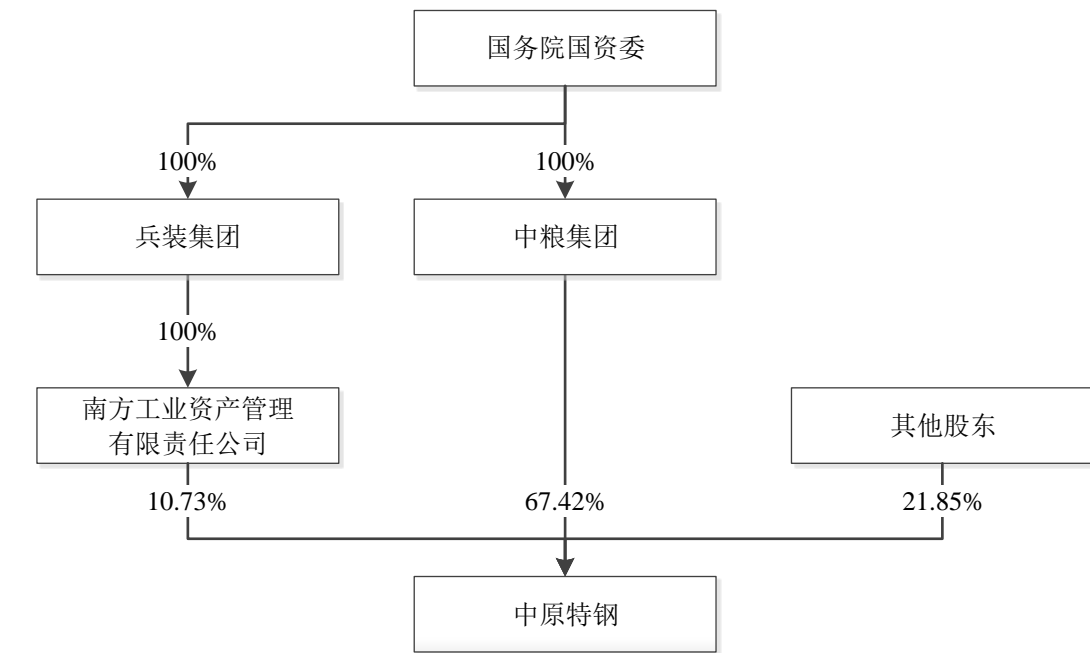 国务院国资委
100%
100%
兵装集团
中粮集团
100%
南方工业资产管理
有限责任公司
其他股东
10.73%
67.42%
21.85%
中原特钢